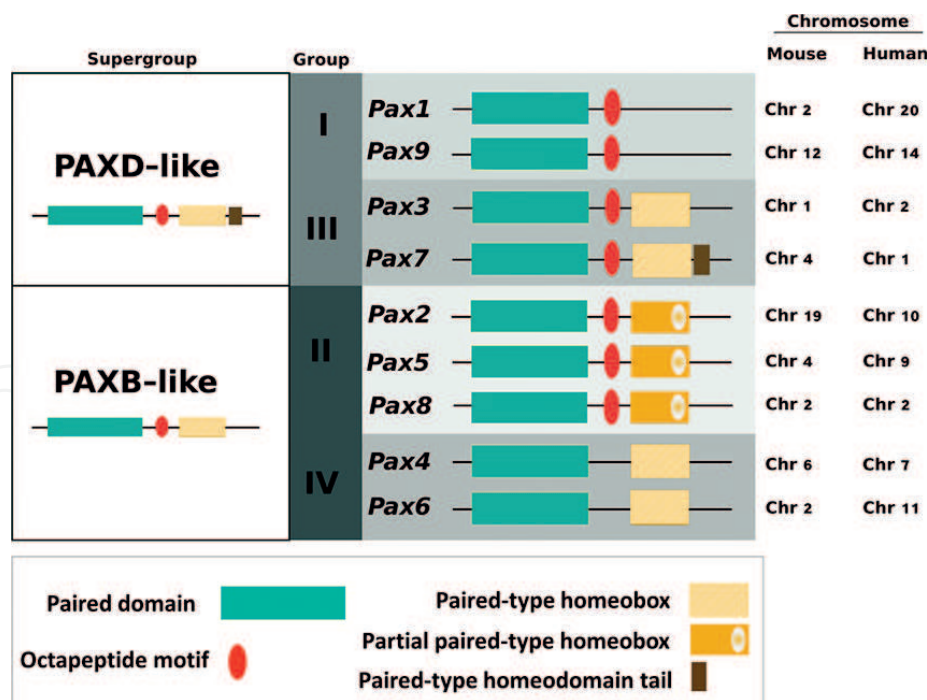 Chromosome
Supergroup Group Mouse Human
I
Pax1 Chr 2 Chr 20
Pax9 Chr 12 Chr 14
PAXD-like
III
Pax3 Chr 1 Chr 2
Pax7 Chr 4 Chr 1
II
Pax2 Chr 19 Chr 10
Pax5 Chr 4 Chr 9
Pax8 Chr 2 Chr 2
PAXB-like
IV
Pax4 Chr 6 Chr 7
Pax6 Chr 2 Chr 11
Paired domain
Octapeptide motif
Paired-type homeobox
Partial paired-type homeobox
Paired-type homeodomain tail